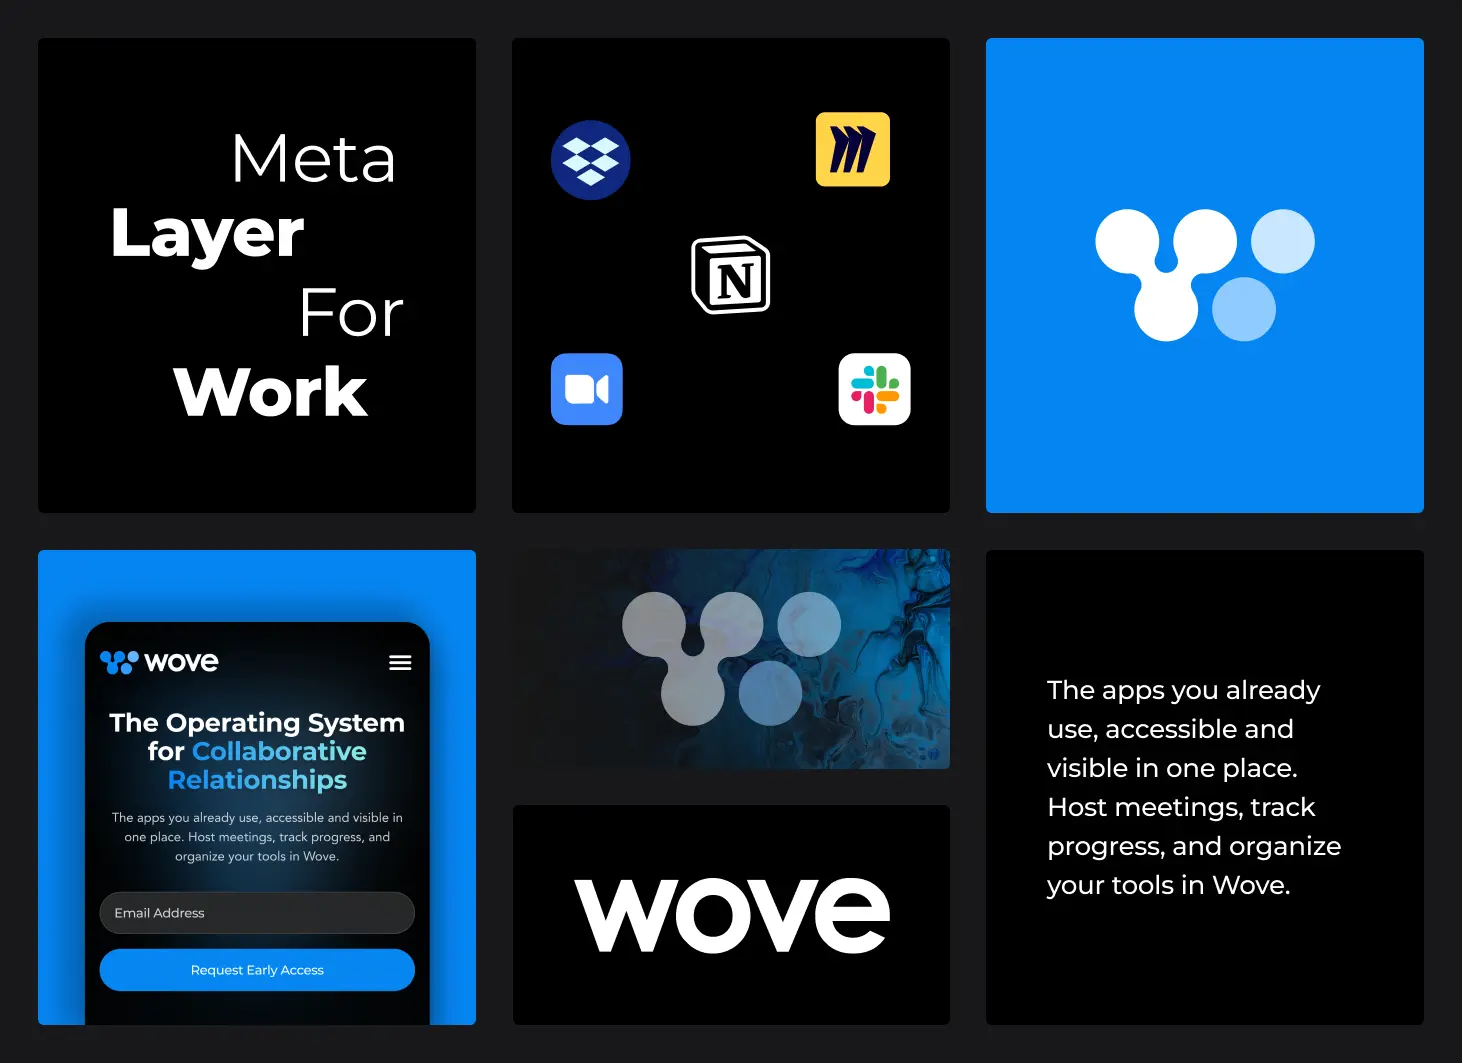 Meta
Layer
For
Work
N
wove
The Operating System
for Collaborative
Relationships
The apps you already use, accessible and visible in
one place. Host meetings, track progress, and
organize your tools in Wove.
Email Address
Request Early Access
wove
The apps you already
use, accessible and
visible in one place.
Host meetings, track
progress, and organize
your tools in Wove.